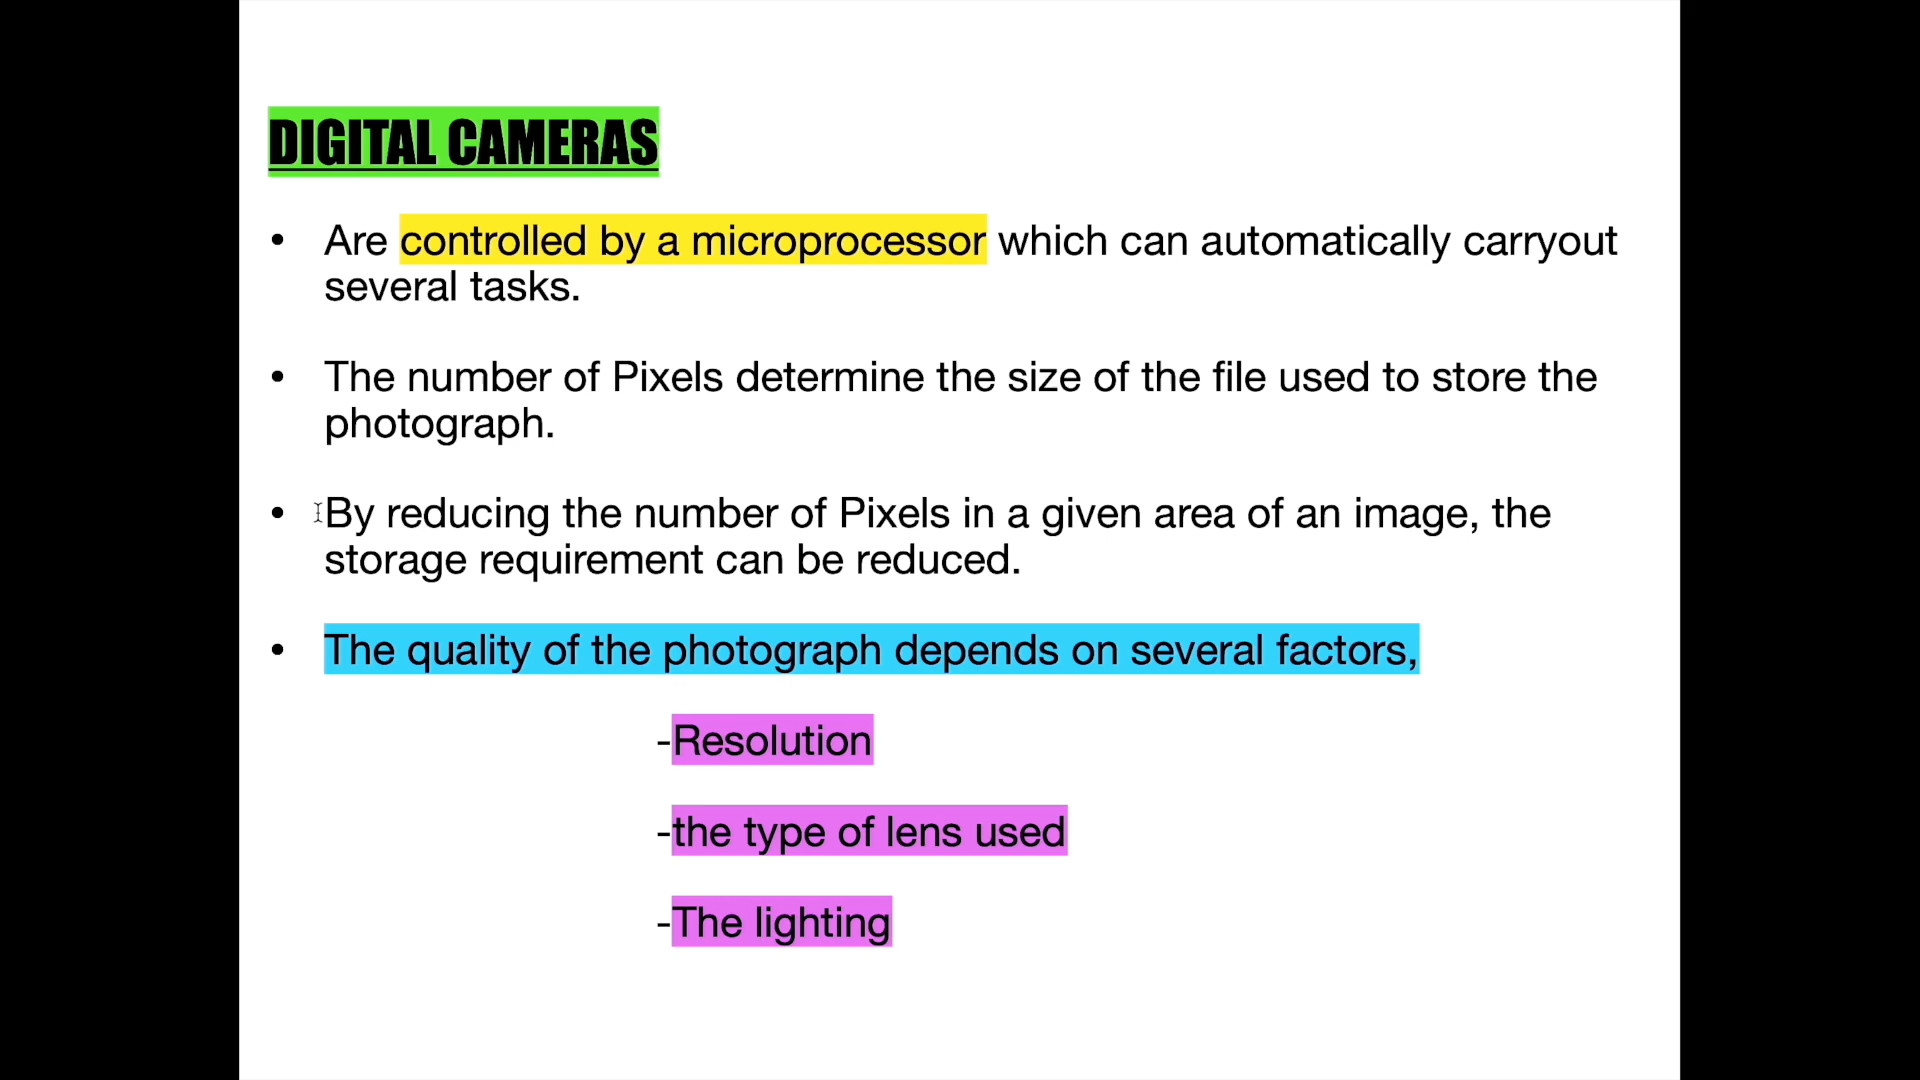 DIGITAL CAMERAS
• Are controlled by a microprocessor which can automatically carryout
several tasks.
• The number of Pixels determine the size of the file used to store the
photograph.
• By reducing the number of Pixels in a given area of an image, the
storage requirement can be reduced.
• The quality of the photograph depends on several factors,
-Resolution
-the type of lens used
-The lighting